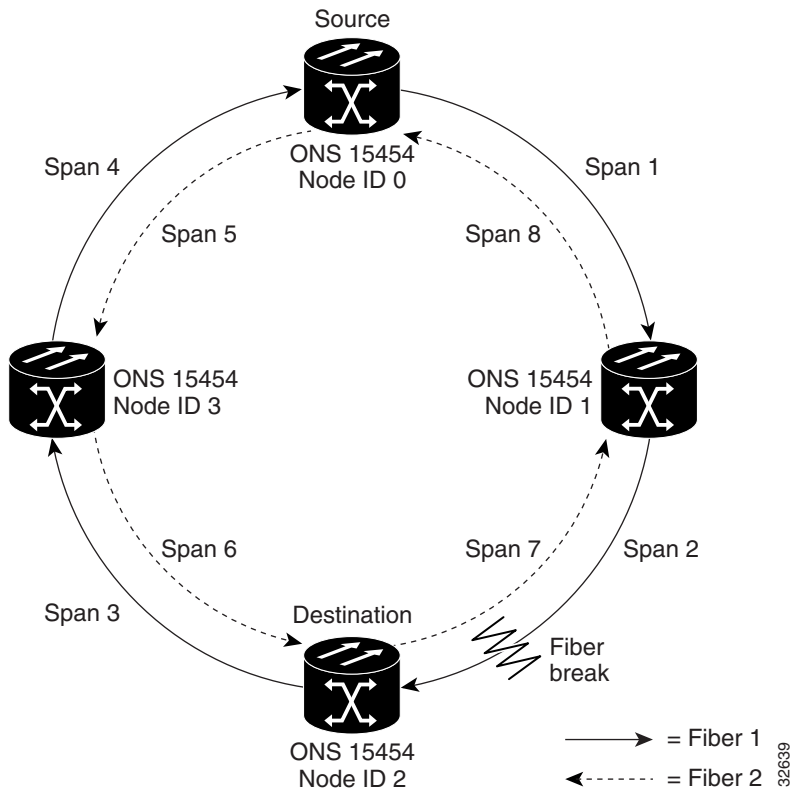 Source
ONS 15454
Node ID 0
Span 4
Span 1
Span 5
Span 8
ONS 15454
Node ID 3
ONS 15454
Node ID 1
Span 6
Span 7
Span 2
Span 3
Destination
Fiber
break
ONS 15454
Node ID 2
= Fiber 1
= Fiber 2
32639